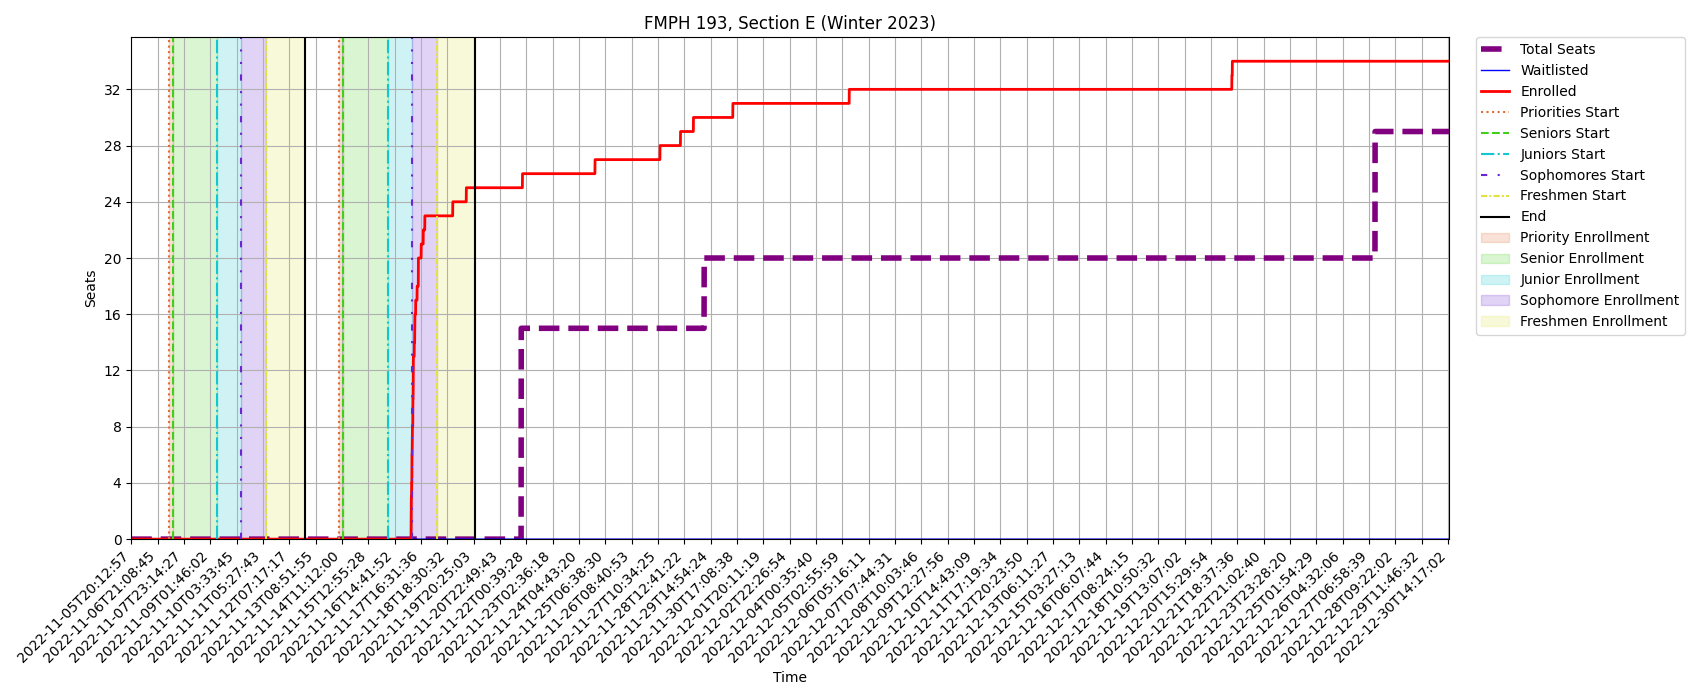 FMPH 193, Section E (Winter 2023)
Seats
32
28
24
20
16
12
8
4
0
2022-11-05T20:12:57
2022-11-06T21:08:45
2022-11-07T23:14:27
2022-11-09T01:46:02
2022-11-10T03:33:45
2022-11-11T05:27:43
2022-11-12T07:17:17
2022-11-13T08:51:55
2022-11-14T11:12:00
2022-11-15T12:55:28
2022-11-16T14:41:52
2022-11-17T16:31:36
2022-11-18T18:30:32
2022-11-19T20:25:03
2022-11-20T22:49:43
2022-11-22T00:39:28
2022-11-23T02:36:18
2022-11-24T04:43:20
2022-11-25T06:38:30
2022-11-26T08:40:53
2022-11-27T10:34:25
2022-11-28T12:41:22
2022-11-29T14:54:24
2022-11-30T17:08:38
2022-12-01T20:11:19
2022-12-02T22:26:54
2022-12-04T00:35:40
2022-12-05T02:55:59
2022-12-06T05:16:11
2022-12-07T07:44:31
2022-12-08T10:03:46
2022-12-09T12:27:56
2022-12-10T14:43:09
2022-12-11T17:19:34
2022-12-12T20:23:50
2022-12-13T06:11:27
2022-12-15T03:27:13
2022-12-16T06:07:44
2022-12-17T08:24:15
2022-12-18T10:50:32
2022-12-19T13:07:02
2022-12-20T15:29:54
2022-12-21T18:37:36
2022-12-22T21:02:40
2022-12-23T23:28:20
2022-12-25T01:54:29
2022-12-26T04:32:06
2022-12-27T06:58:39
2022-12-28T09:22:02
2022-12-29T11:46:32
2022-12-30T14:17:02
Time
Total Seats
Waitlisted
Enrolled
Priorities Start
Seniors Start
Juniors Start
Sophomores Start
Freshmen Start
End
Priority Enrollment
Senior Enrollment
Junior Enrollment
Sophomore Enrollment
Freshmen Enrollment